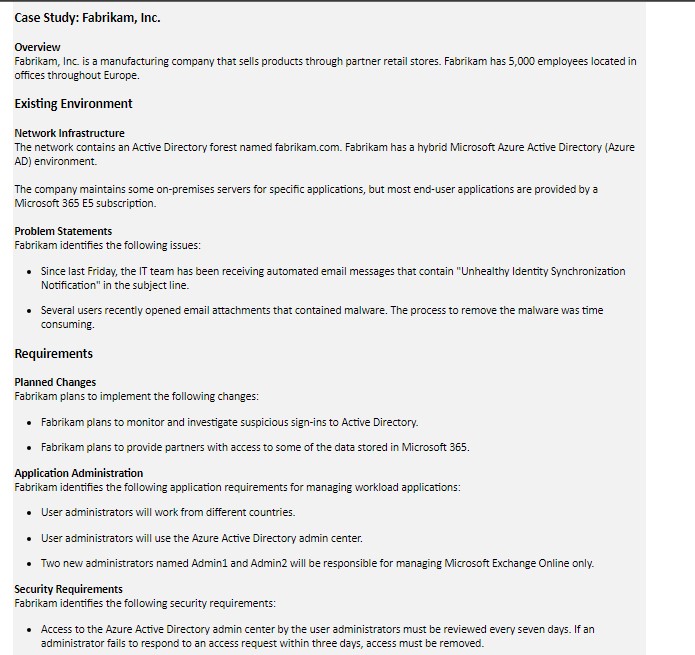 Case Study: Fabrikam, Inc.
Overview
Fabrikam, Inc. is a manufacturing company that sells products through partner retail stores. Fabrikam has 5,000 employees located in
offices throughout Europe.
Existing Environment
Network Infrastructure
The network contains an Active Directory forest named fabrikam.com. Fabrikam has a hybrid Microsoft Azure Active Directory (Azure
AD) environment.
The company maintains some on-premises servers for specific applications, but most end-user applications are provided by a
Microsoft 365 E5 subscription.
Problem Statements
Fabrikam identifies the following issues:
• Since last Friday, the IT team has been receiving automated email messages that contain "Unhealthy Identity Synchronization
Notification" in the subject line.
• Several users recently opened email attachments that contained malware. The process to remove the malware was time
consuming.
Requirements
Planned Changes
Fabrikam plans to implement the following changes:
• Fabrikam plans to monitor and investigate suspicious sign-ins to Active Directory.
• Fabrikam plans to provide partners with access to some of the data stored in Microsoft 365.
Application Administration
Fabrikam identifies the following application requirements for managing workload applications:
• User administrators will work from different countries.
• User administrators will use the Azure Active Directory admin center.
• Two new administrators named Admin1 and Admin2 will be responsible for managing Microsoft Exchange Online only.
Security Requirements
Fabrikam identifies the following security requirements:
• Access to the Azure Active Directory admin center by the user administrators must be reviewed every seven days. If an
administrator fails to respond to an access request within three days, access must be removed.